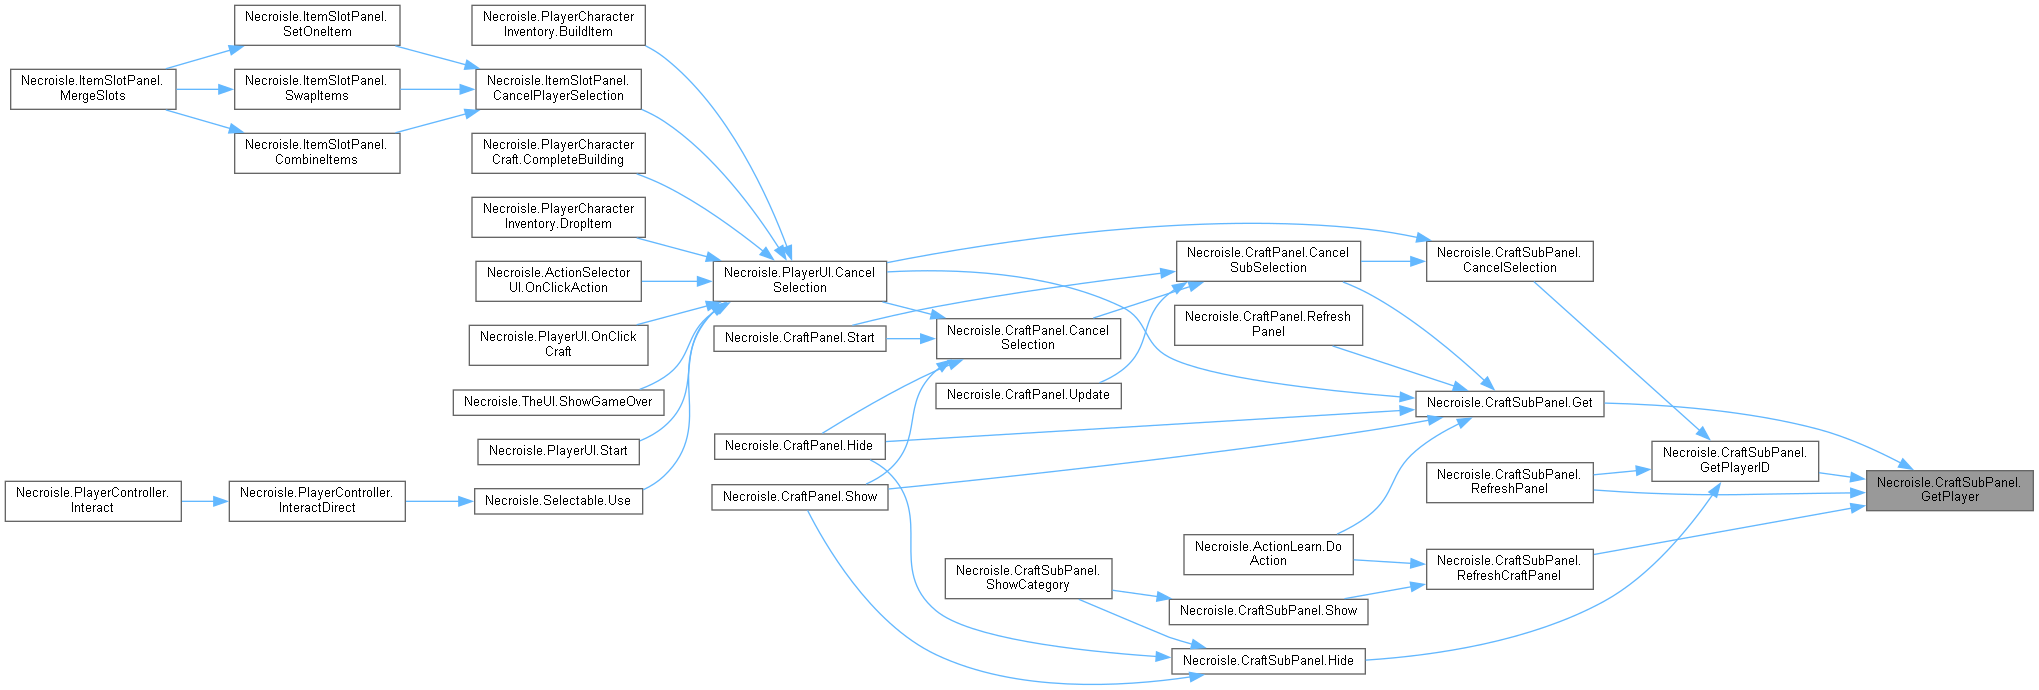 Necroisle.ItemSlotPanel.
MergeSlots
Necroisle.ItemSlotPanel.
SetOneItem
Necroisle.ItemSlotPanel.
SwapItems
Necroisle.ItemSlotPanel.
CombineItems
Necroisle.PlayerCharacter
Inventory.BuildItem
Necroisle.ItemSlotPanel.
CancelPlayerSelection
Necroisle.PlayerCharacter
Craft.CompleteBuilding
Necroisle.PlayerCharacter
Inventory.DropItem
Necroisle.ActionSelector
UI.OnClickAction
Necroisle.PlayerUI.OnClick
Craft
Necroisle.TheUI.ShowGameOver
Necroisle.PlayerUI.Start
Necroisle.Selectable.Use
Necroisle.PlayerController.
InteractDirect
Necroisle.PlayerController.
Interact
Necroisle.PlayerUI.Cancel
Selection
Necroisle.CraftPanel.Start
Necroisle.CraftPanel.Hide
Necroisle.CraftPanel.Show
Necroisle.CraftPanel.Cancel
Selection
Necroisle.CraftPanel.Update
Necroisle.CraftSubPanel.
ShowCategory
Necroisle.CraftPanel.Cancel
SubSelection
Necroisle.CraftPanel.Refresh
Panel
Necroisle.ActionLearn.Do
Action
Necroisle.CraftSubPanel.Show
Necroisle.CraftSubPanel.Hide
Necroisle.CraftSubPanel.
CancelSelection
Necroisle.CraftSubPanel.Get
Necroisle.CraftSubPanel.
RefreshPanel
Necroisle.CraftSubPanel.
RefreshCraftPanel
Necroisle.CraftSubPanel.
GetPlayerID
Necroisle.CraftSubPanel.
GetPlayer